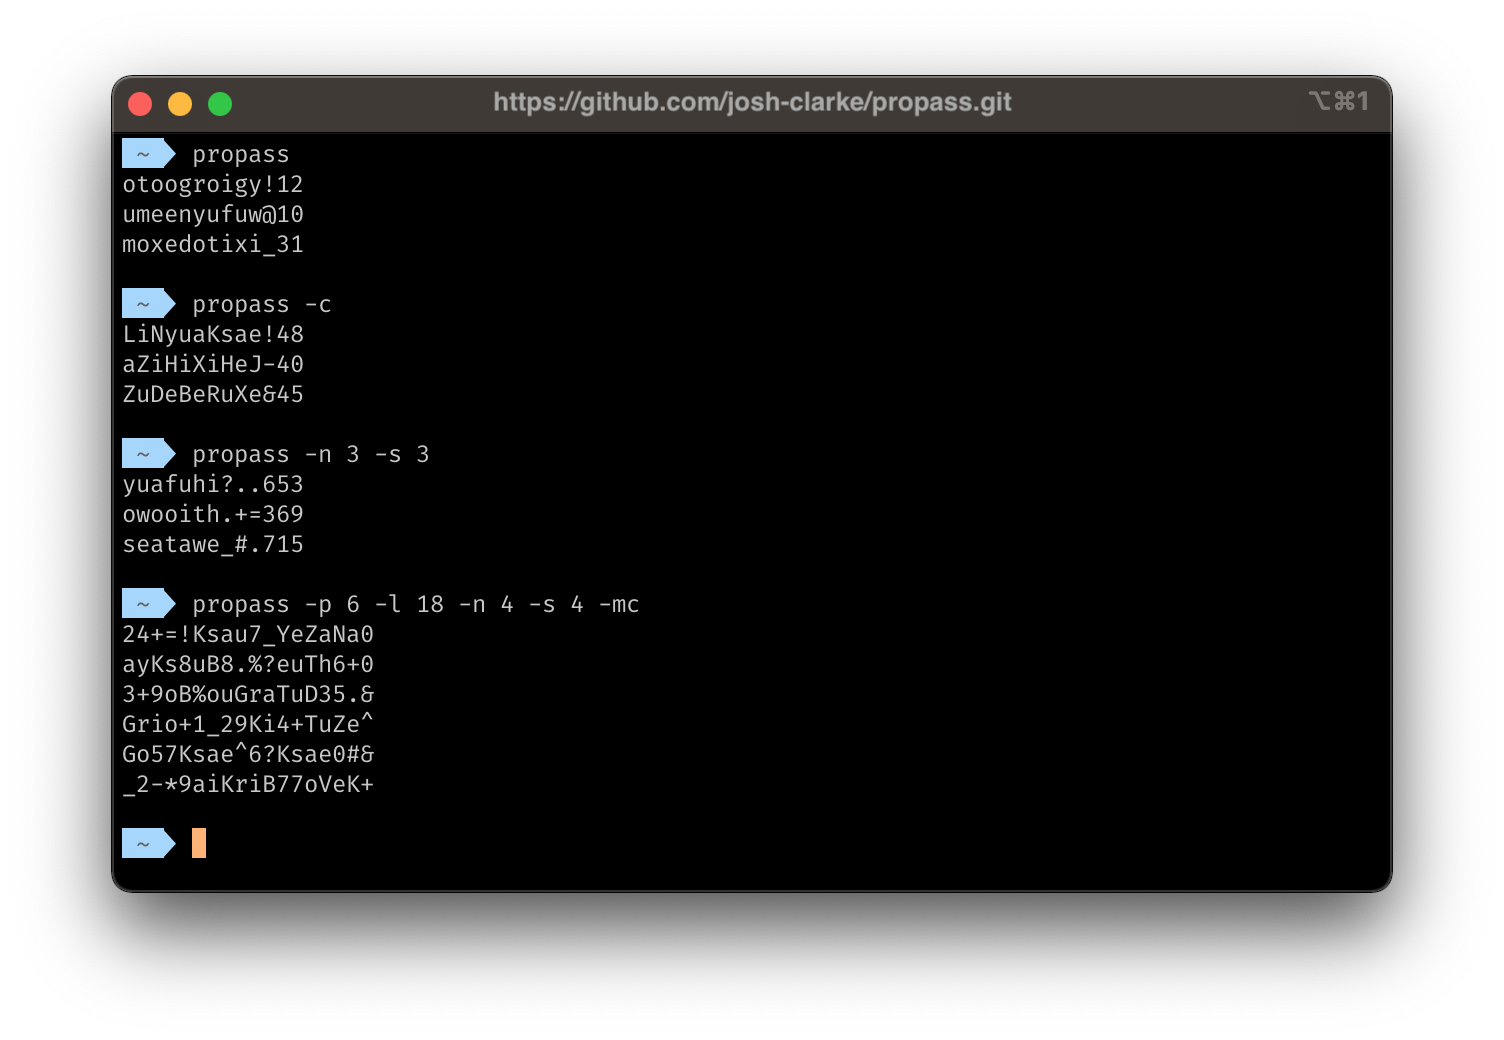 https://github.com/josh-clarke/propass.git
⌥⌘1
~ propass
otoogroigy!12
umeenyufuw@10
moxedotixi_31
~ propass -c
LiNyuaKsae!48
aZiHiXiHeJ-40
ZuDeBeRuXe&45
~ propass -n 3 -s 3
yuafuhi?..653
owooith.+=369
seatawe_#.715
~ propass -p 6 -l 18 -n 4 -s 4 -mc
24+=!Ksau7_YeZaNa0
ayKs8uB8.%?euTh6+0
3+9oB%ouGraTuD35.&
Grio+1_29Ki4+TuZe^
Go57Ksae^6?Ksae0#&
_2-*9aiKriB77oVeK+
~